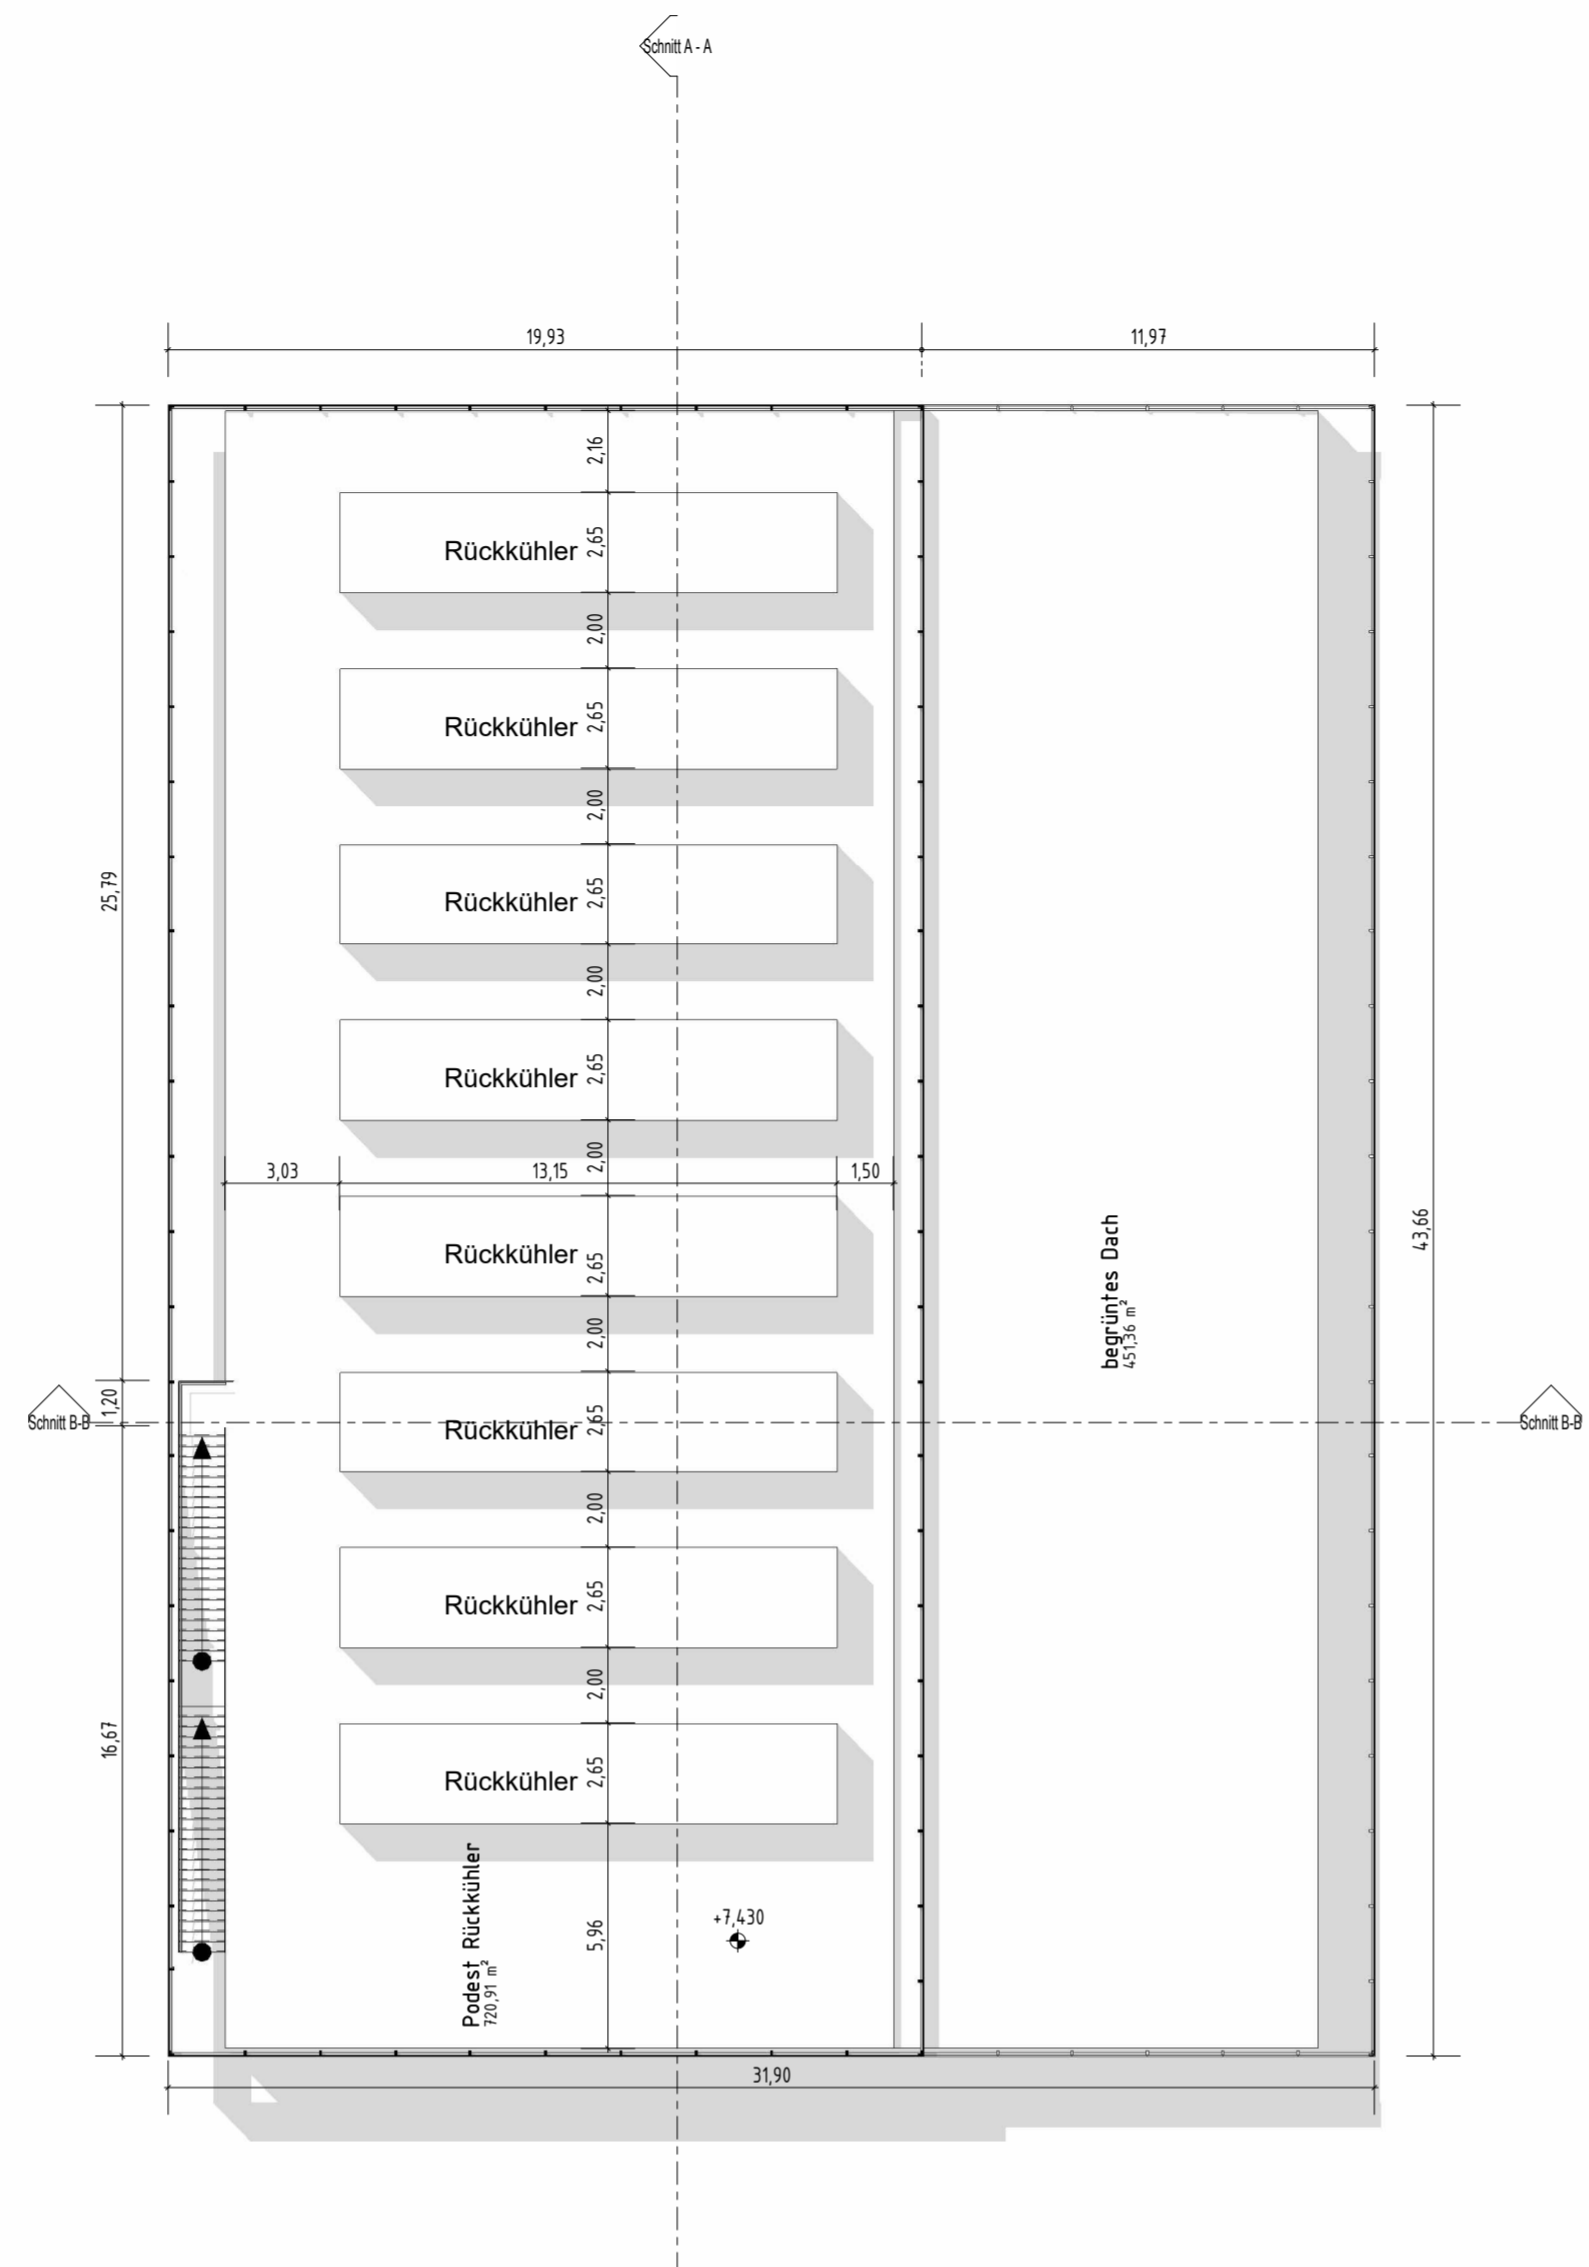 Schnitt A - A
19,93
11,97
2,16
Rückkühler
2,65
2,00
Rückkühler
2,65
2,00
25,79
Rückkühler
2,65
2,00
Rückkühler
2,65
2,00
3,03
13,15
1,50
Rückkühler
2,65
43,66
begrüntes Dach
451,36 m²
2,00
1,20
Schnitt B-B
Rückkühler
2,65
Schnitt B-B
2,00
Rückkühler
2,65
2,00
16,67
Rückkühler
2,65
Podest Rückkühler
720,91 m²
5,96
+7,430
31,90